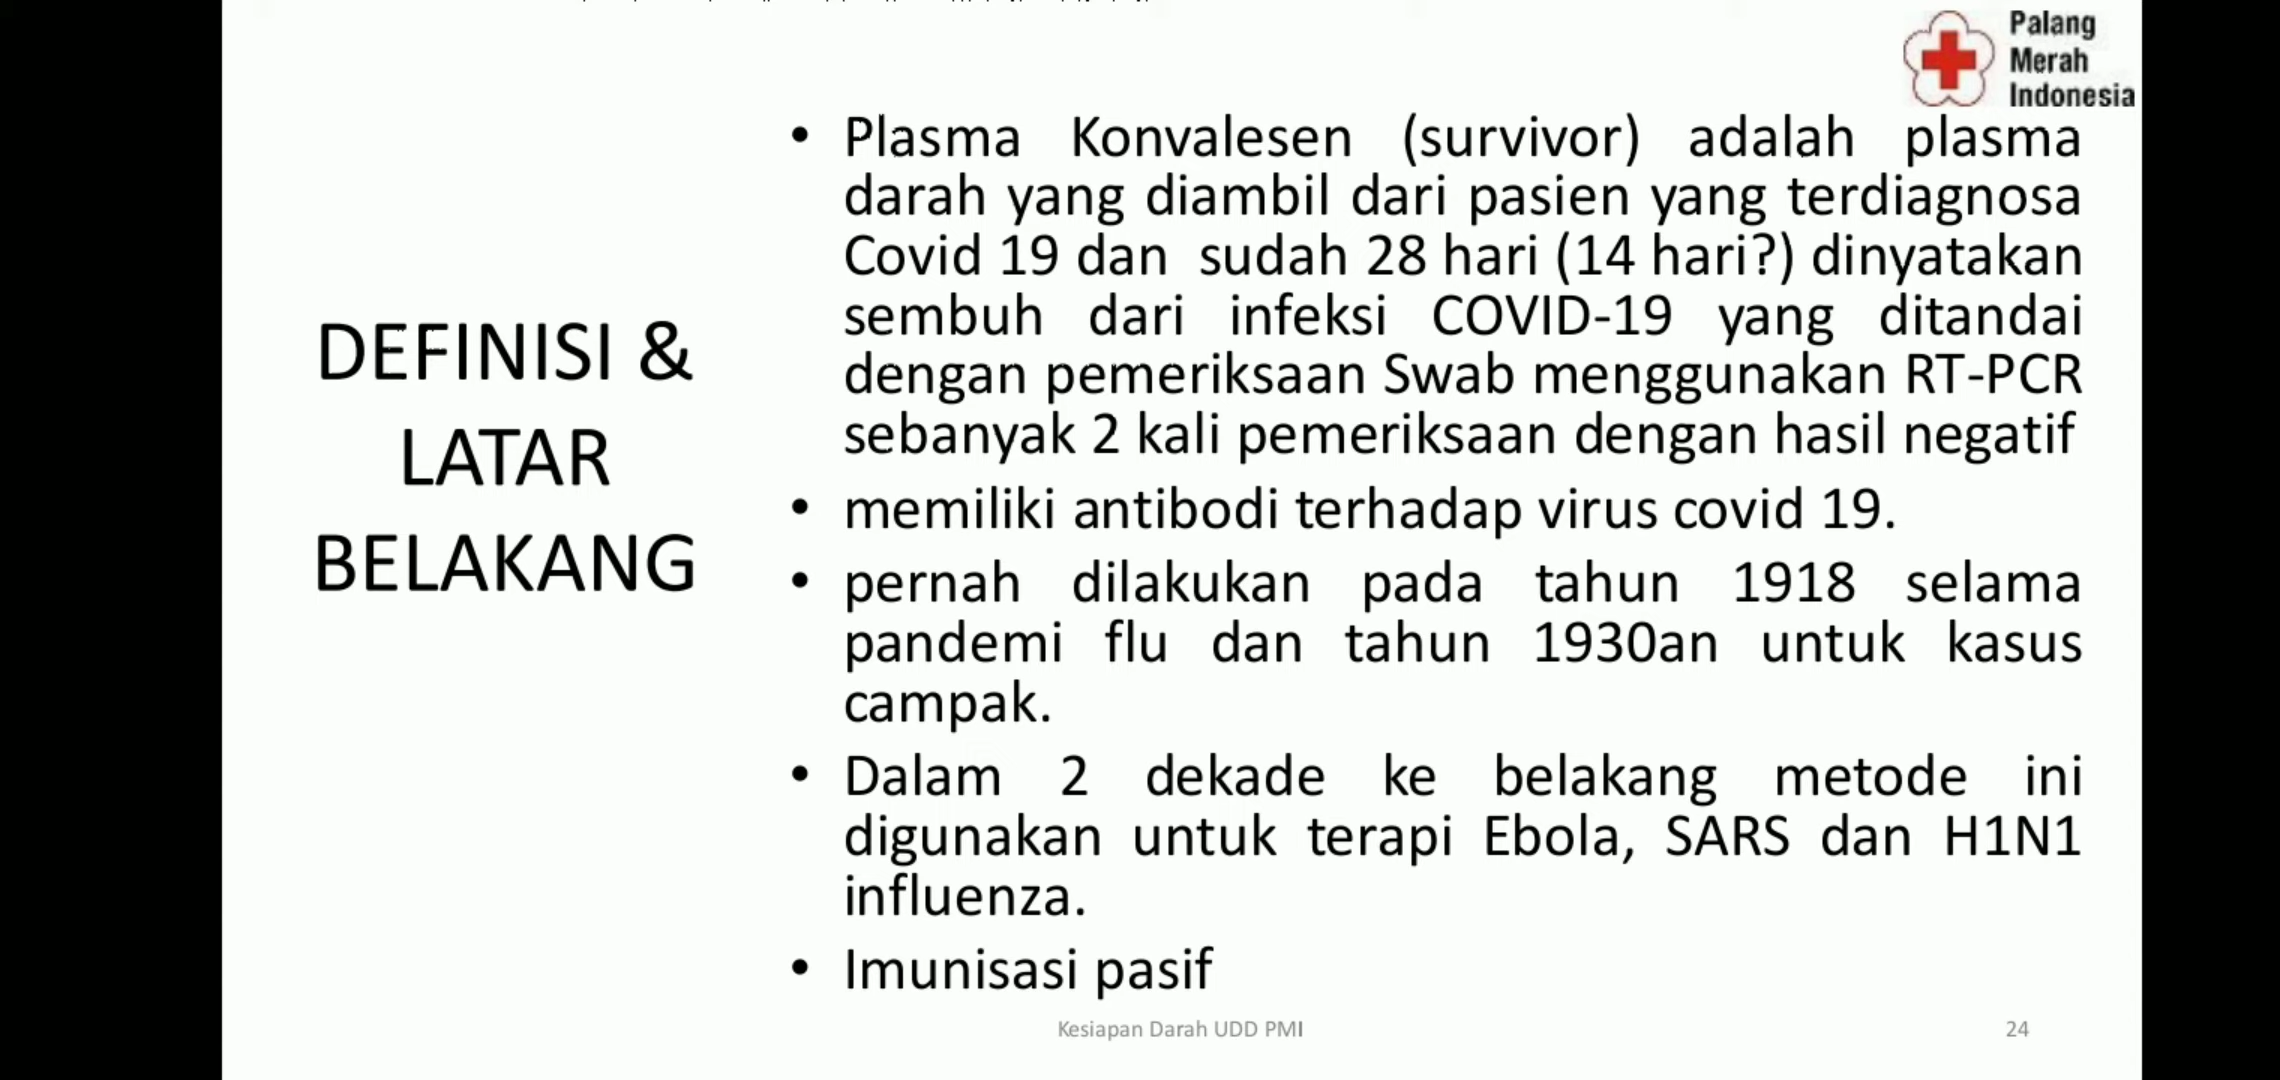 Palang
Merah
Indonesia
DEFINISI &
LATAR
BELAKANG
• Plasma Konvalesen (survivor) adalah plasma
darah yang diambil dari pasien yang terdiagnosa
Covid 19 dan sudah 28 hari (14 hari?) dinyatakan
sembuh dari infeksi COVID-19 yang ditandai
dengan pemeriksaan Swab menggunakan RT-PCR
sebanyak 2 kali pemeriksaan dengan hasil negatif
• memiliki antibodi terhadap virus covid 19.
• pernah dilakukan pada tahun 1918 selama
pandemi flu dan tahun 1930an untuk kasus
campak.
• Dalam 2 dekade ke belakang metode ini
digunakan untuk terapi Ebola, SARS dan H1N1
influenza.
• Imunisasi pasif
Kesiapan Darah UDD PMI
24